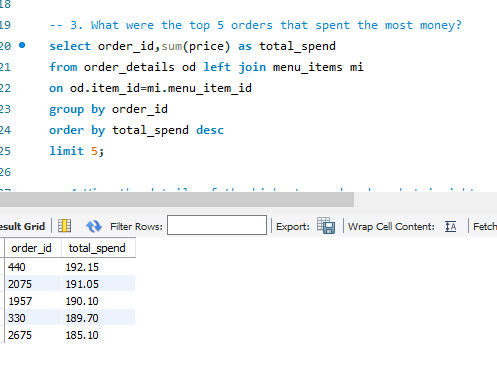 18
19 -- 3. What were the top 5 orders that spent the most money?
20 select order_id,sum(price) as total_spend
21 from order_details od left join menu_items mi
22 on od.item_id=mi.menu_item_id
23 group by order_id
24 order by total_spend desc
25 limit 5;
26
esult Grid Filter Rows: Export: Wrap Cell Content: Fetch
order_id total_spend
440 192.15
2075 191.05
1957 190.10
330 189.70
2675 185.10